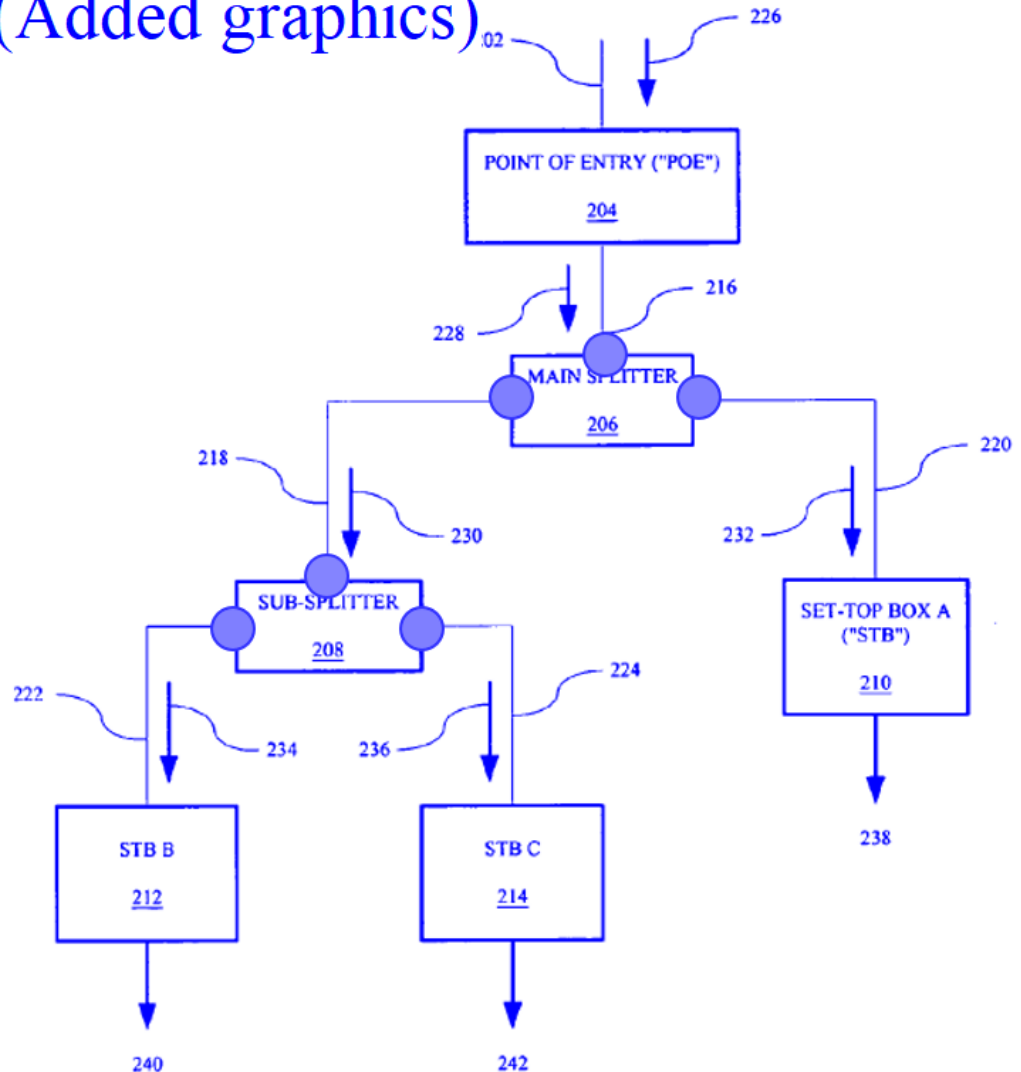 (Added graphics)
02
226
POINT OF ENTRY ("POE")
204
216
228
MAIN SPLITTER
206
218
220
230
232
SUB-SPLITTER
208
SET-TOP BOX A
("STB")
210
222
224
234
236
STB B
212
STB C
214
238
240
242